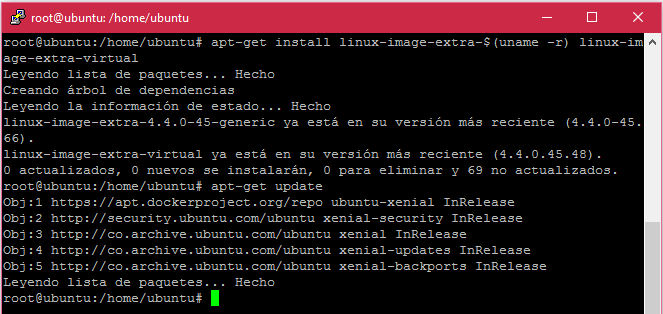 root@ubuntu: /home/ubuntu
root@ubuntu:/home/ubuntu# apt-get install linux-image-extra-$(uname -r) linux-im
age-extra-virtual
Leyendo lista de paquetes... Hecho
Creando árbol de dependencias
Leyendo la información de estado... Hecho
linux-image-extra-4.4.0-45-generic ya está en su versión más reciente (4.4.0-45.
66).
linux-image-extra-virtual ya está en su versión más reciente (4.4.0.45.48).
0 actualizados, 0 nuevos se instalarán, 0 para eliminar y 69 no actualizados.
root@ubuntu:/home/ubuntu# apt-get update
Obj:1 https://apt.dockerproject.org/repo ubuntu-xenial InRelease
Obj:2 http://security.ubuntu.com/ubuntu xenial-security InRelease
Obj:3 http://co.archive.ubuntu.com/ubuntu xenial InRelease
Obj:4 http://co.archive.ubuntu.com/ubuntu xenial-updates InRelease
Obj:5 http://co.archive.ubuntu.com/ubuntu xenial-backports InRelease
Leyendo lista de paquetes... Hecho
root@ubuntu:/home/ubuntu#